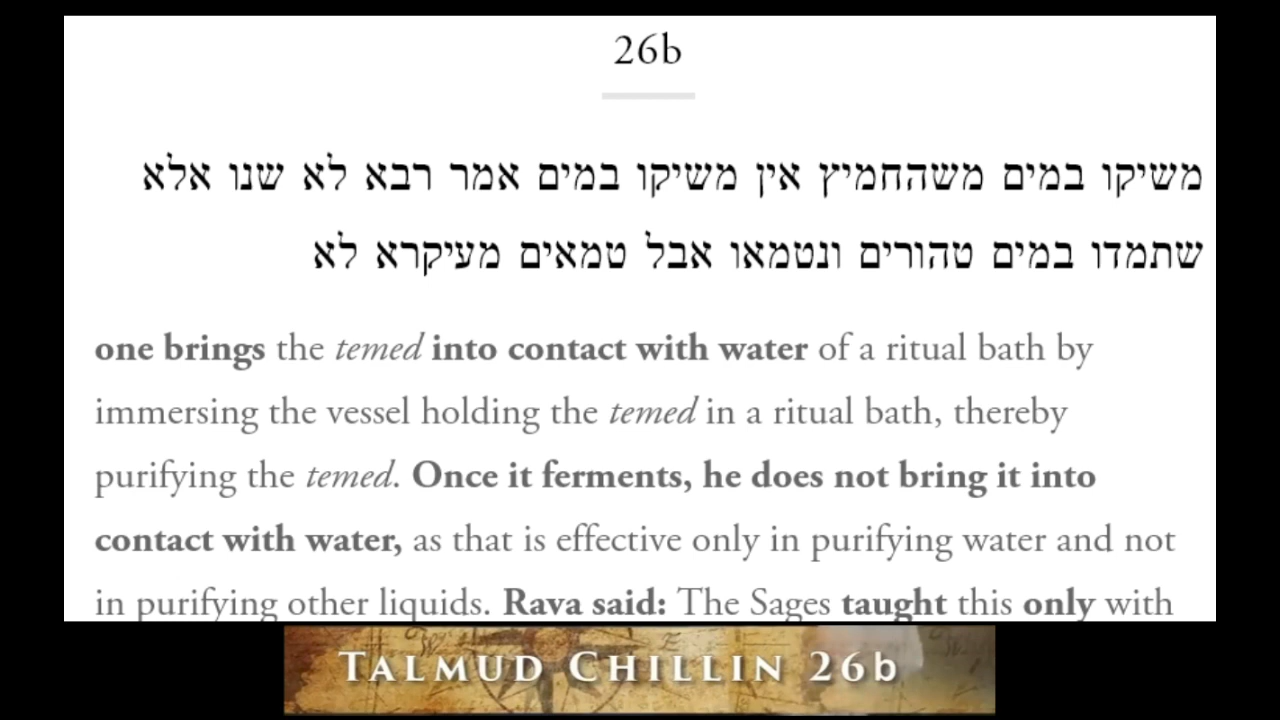 26b
משיקו במים משהחמיץ אין משיקו במים אמר רבא לא שנו אלא
שתמדו במים טהורים ונטמאו אבל טמאים מעיקרא לא
one brings the temed into contact with water of a ritual bath by
immersing the vessel holding the temed in a ritual bath, thereby
purifying the temed. Once it ferments, he does not bring it into
contact with water, as that is effective only in purifying water and not
in purifying other liquids. Rava said: The Sages taught this only with
TALMUD CHILLIN 26b